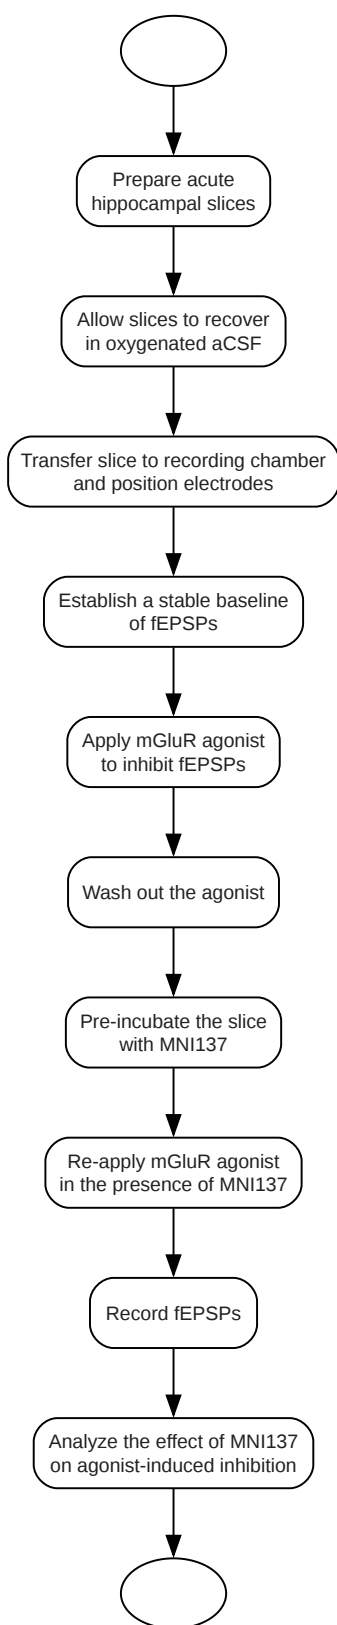 Prepare acute
hippocampal slices
Allow slices to recover
in oxygenated aCSF
Transfer slice to recording chamber
and position electrodes
Establish a stable baseline
of fEPSPs
Apply mGluR agonist
to inhibit fEPSPs
Wash out the agonist
Pre-incubate the slice
with MNI137
Re-apply mGluR agonist
in the presence of MNI137
Record fEPSPs
Analyze the effect of MNI137
on agonist-induced inhibition